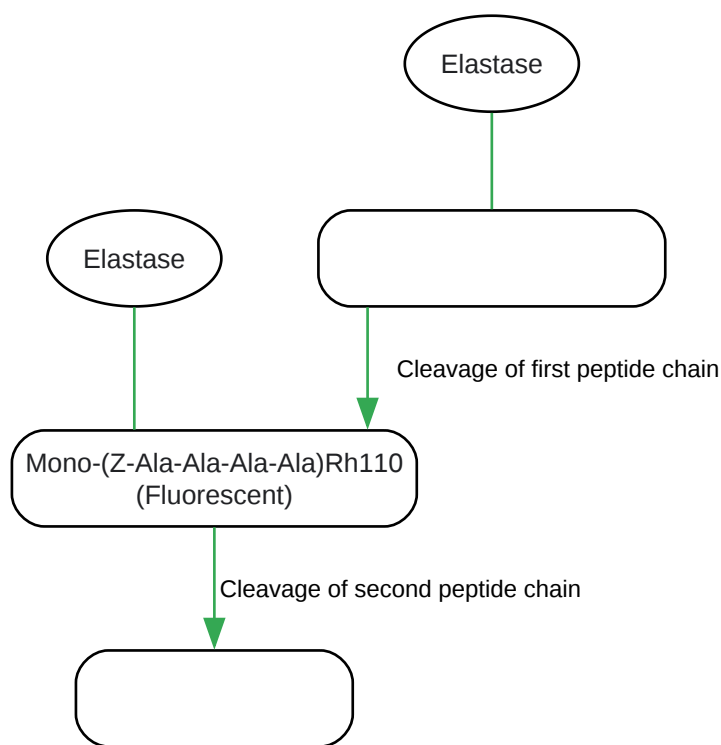 Elastase
Elastase
Cleavage of first peptide chain
Mono-(Z-Ala-Ala-Ala-Ala)Rh110
(Fluorescent)
Cleavage of second peptide chain